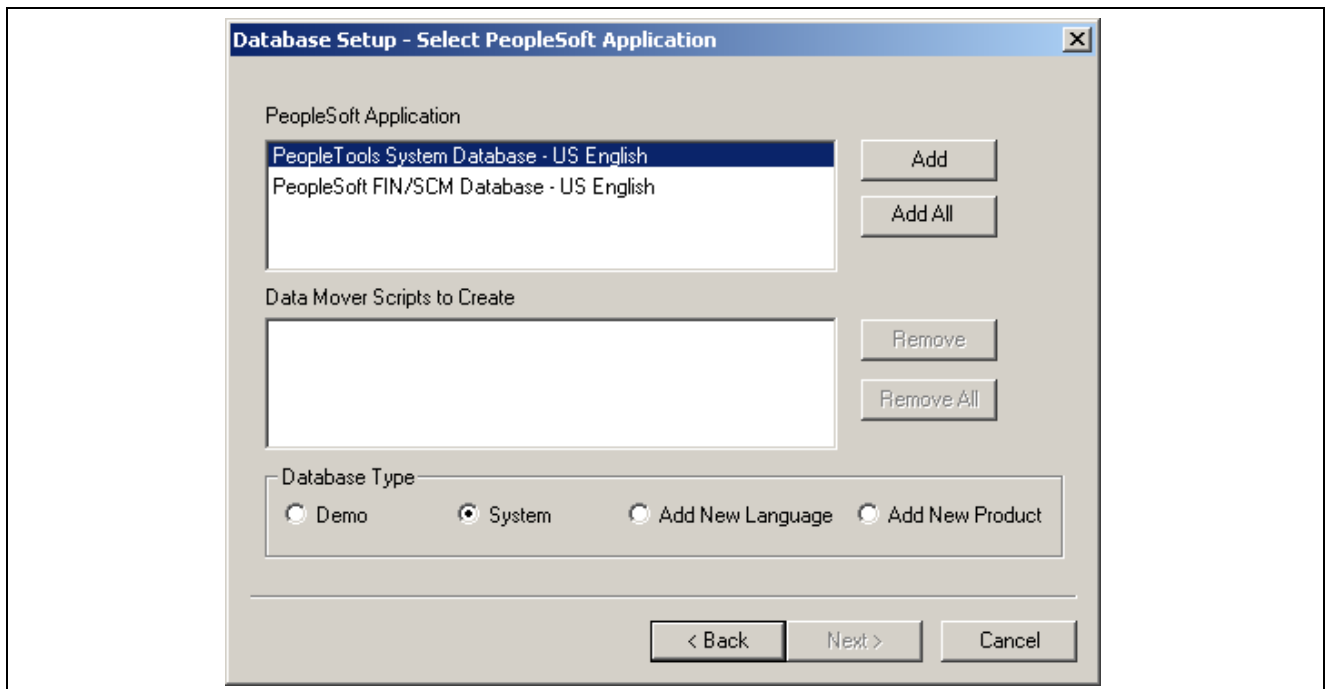 Database Setup - Select PeopleSoft Application
PeopleSoft Application
PeopleTools System Database - US English
PeopleSoft FIN/SCM Database - US English
Add
Add All
Data Mover Scripts to Create
Remove
Remove All
Database Type
Demo System Add New Language Add New Product
< Back Next > Cancel